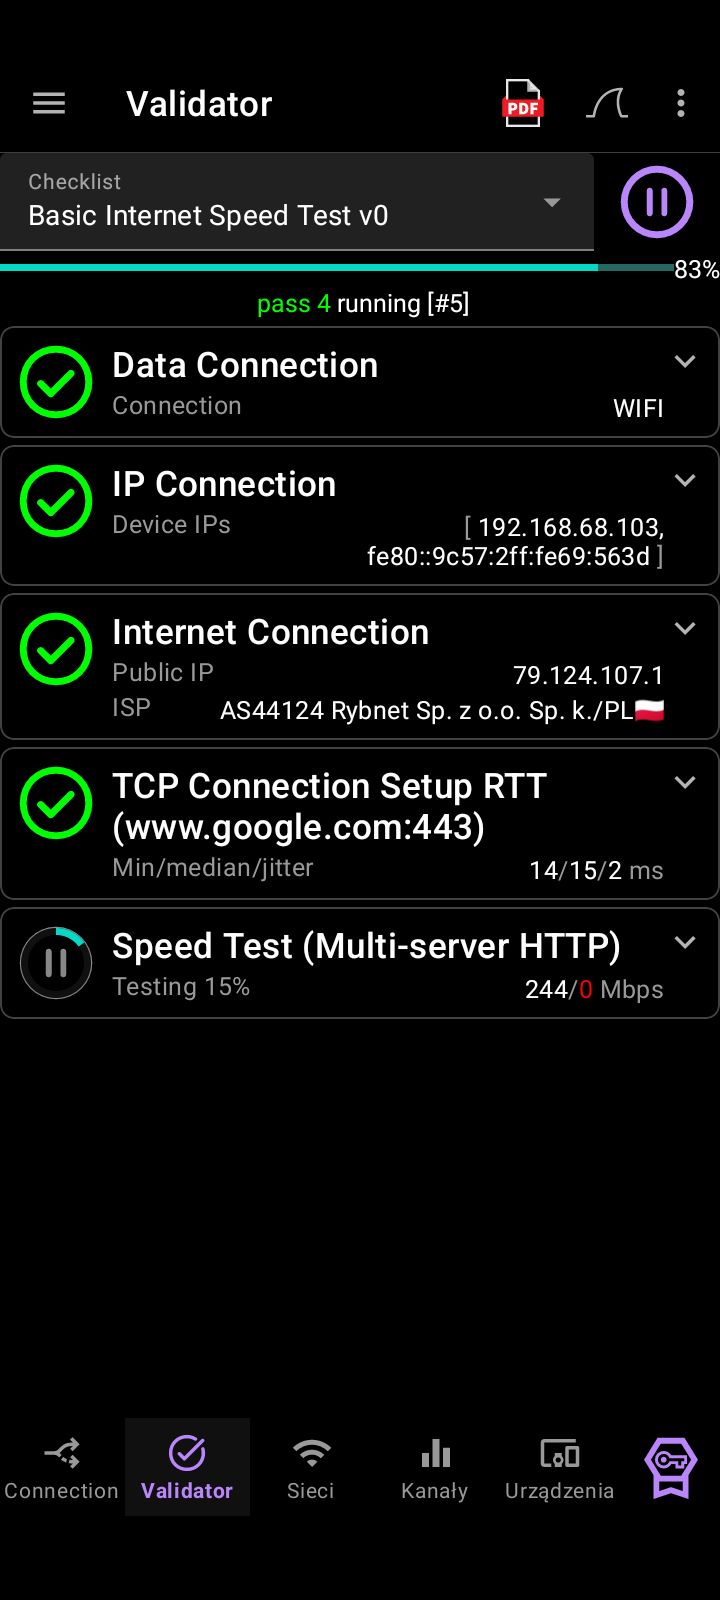 Validator
PDF
Checklist
Basic Internet Speed Test v0
83%
pass 4 running [#5]
Data Connection
Connection WIFI
IP Connection
Device IPs [ 192.168.68.103,
fe80::9c57:2ff:fe69:563d ]
Internet Connection
Public IP 79.124.107.1
ISP AS44124 Rybnet Sp. z o.o. Sp. k./PL🇵🇱
TCP Connection Setup RTT
(www.google.com:443)
Min/median/jitter 14/15/2 ms
Speed Test (Multi-server HTTP)
Testing 15% 244/0 Mbps
Connection Validator Sieci Kanały Urządzenia